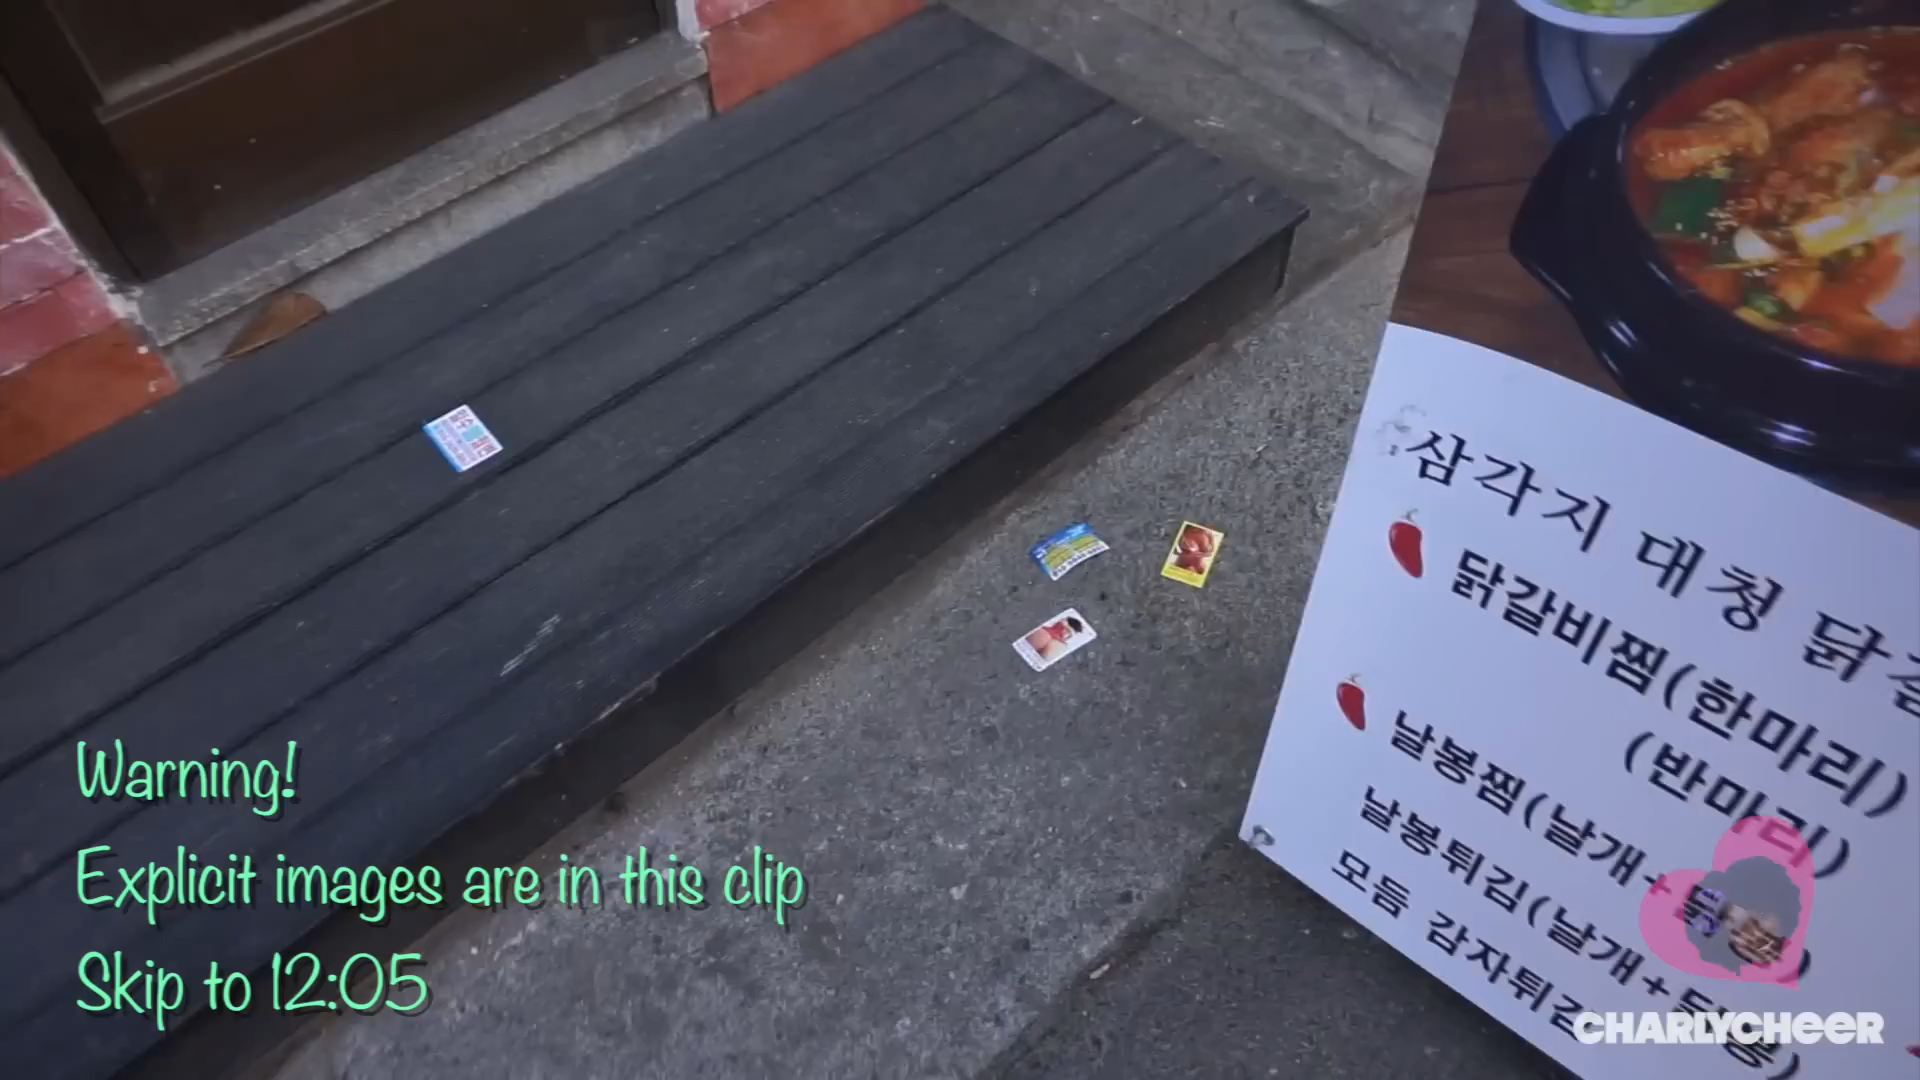 Warning!
Explicit images are in this clip
Skip to 12:05
삼각지 대청 닭
닭갈비찜(한마리)
(반마리)
날봉찜(날개+
날봉튀김(날개+
모듬 감자튀김
CHARLYCHEER